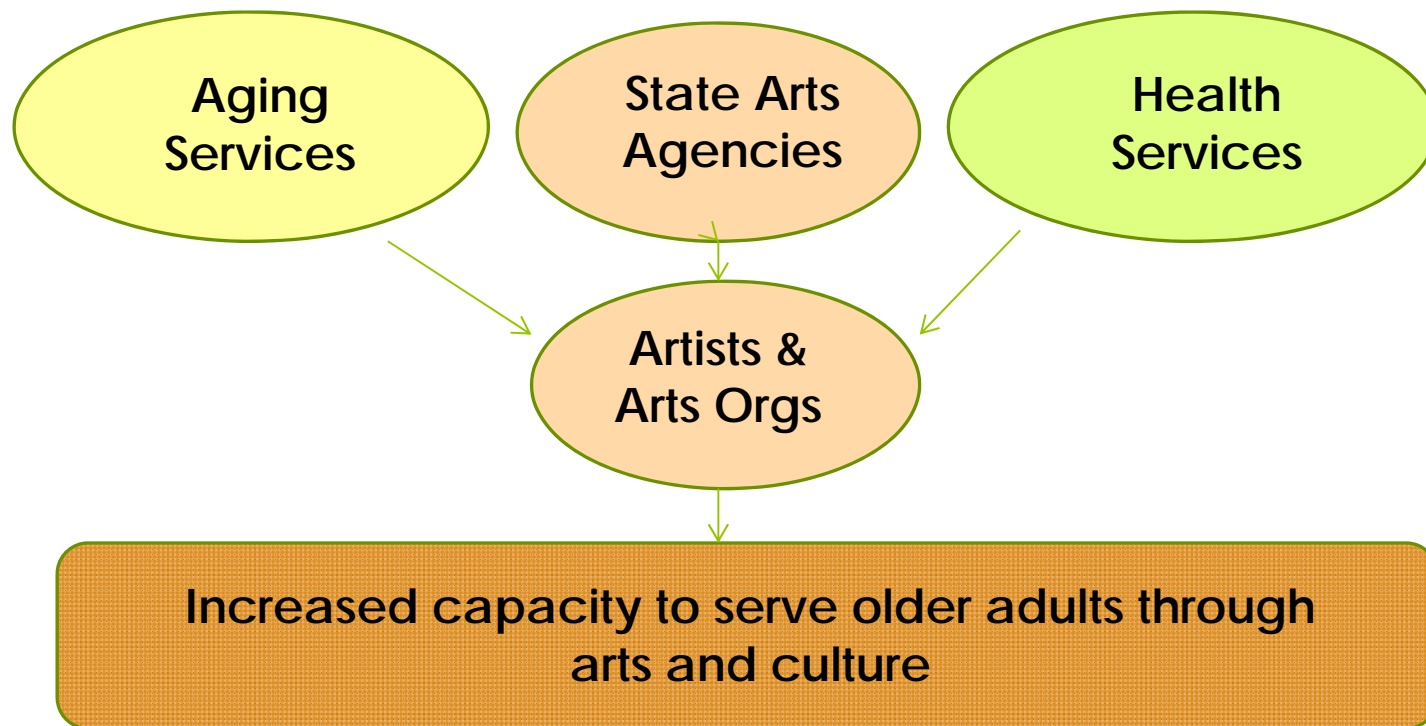 Aging
Services
State Arts
Agencies
Health
Services
Artists &
Arts Orgs
Increased capacity to serve older adults through
arts and culture